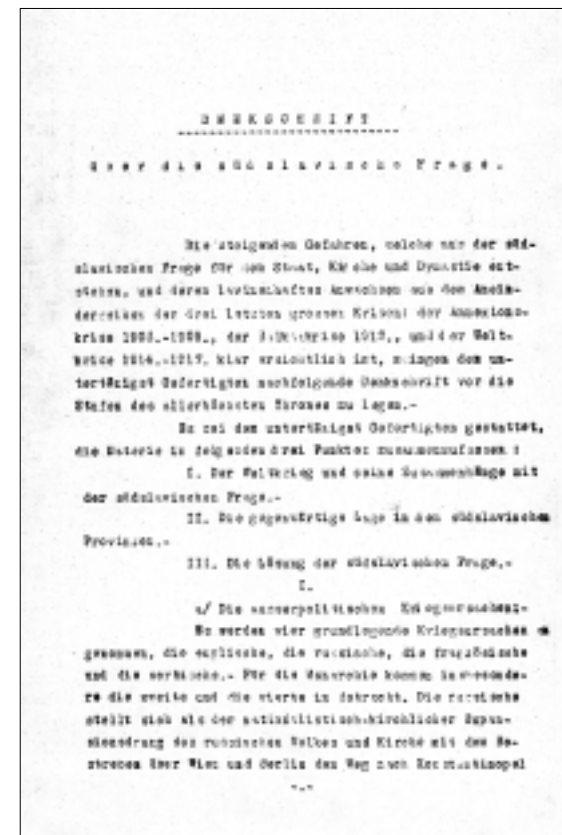 DENKSCHRIFT
über die südslavische Frage.
Die steigenden Gefahren, welche aus der süd-
slavischen Frage für den Staat, Kirche und Dynastie ent-
stehen, und deren Anwachsen aus dem
der drei letzten grossen Krisen: der Annexions-
krise 1908.-1909., der 1912., und der Welt-
krise 1914.-1917. klar ersichtlich ist, zwingen den un-
tertänigst Gefertigten nachfolgende Denkschrift vor die
Stufen des allerhöchsten Thrones zu legen.-
Es sei dem untertänigst Gefertigten gestattet,
die Materie in folgenden drei Punkten zusammenzufassen:
I. Der Weltkrieg und seine Zusammenhänge mit
der südslavischen Frage.-
II. Die gegenwärtige Lage in den südslavischen
Provinzen.-
III. Die Lösung der südslavischen Frage.-
I.
a/ Die aussenpolitischen Kriegsursachen:-
Es werden vier grundlegende Kriegsursachen
genommen, die englische, die russische, die französische
und die serbische.- Für die Monarchie kommen insbesonde-
re die zweite und die vierte in Betracht. Die russische
stellt sich als der
des russischen Volkes und Kirche mit dem Be-
streben über Wien und Berlin den Weg nach Konstantinopel
-.-